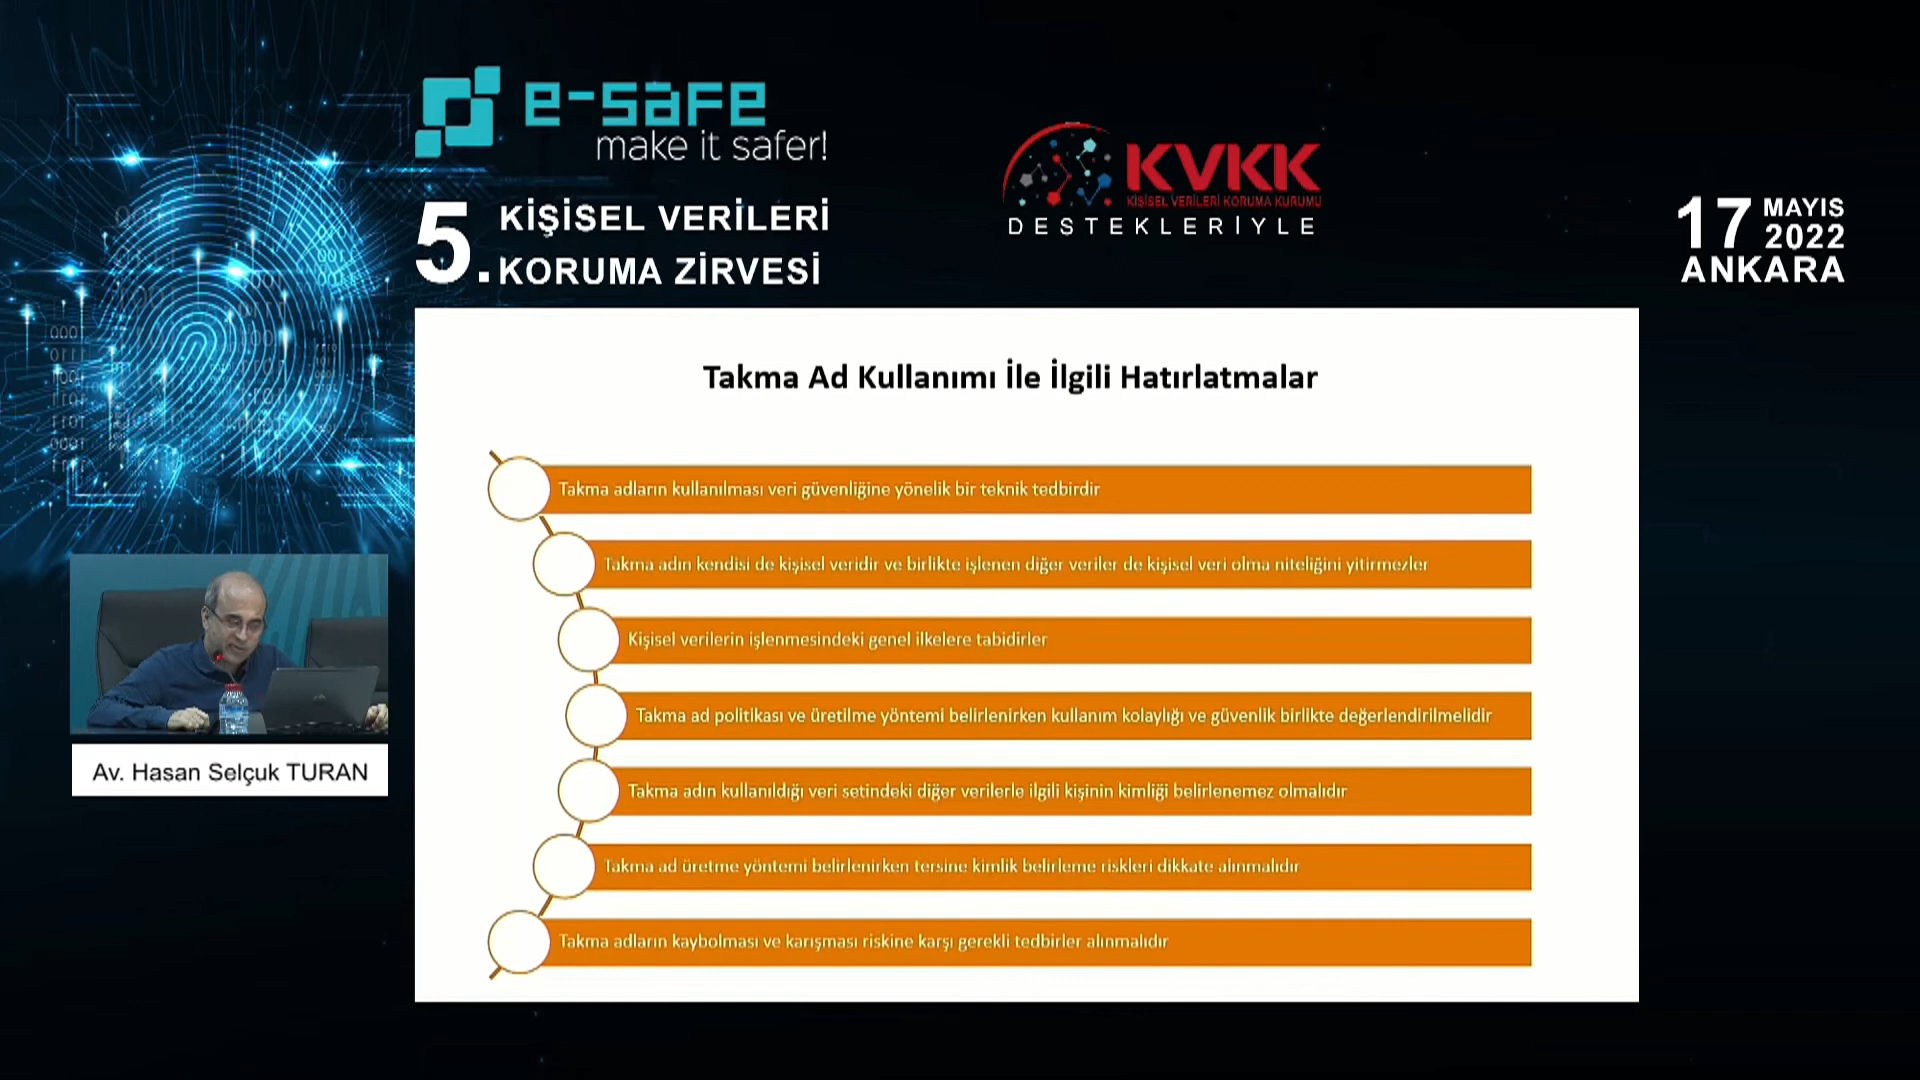 e-safe
make it safer!
5. KİŞİSEL VERİLERİ
KORUMA ZİRVESİ
KVKK
KİŞİSEL VERİLERİ KORUMA KURUMU
DESTEKLERİYLE
17 MAYIS
2022
ANKARA
Takma Ad Kullanımı İle İlgili Hatırlatmalar
Takma adların kullanılması veri güvenliğine yönelik bir teknik tedbirdir
Takma adın kendisi de kişisel veridir ve birlikte işlenen diğer veriler de kişisel veri olma niteliğini yitirmezler
Kişisel verilerin işlenmesindeki genel ilkelere tabidirler
Takma ad politikası ve üretilme yöntemi belirlenirken kullanım kolaylığı ve güvenlik birlikte değerlendirilmelidir
Takma adın kullanıldığı veri setindeki diğer verilerle ilgili kişinin kimliği belirlenemez olmalıdır
Takma ad üretme yöntemi belirlenirken tersine kimlik belirleme riskleri dikkate alınmalıdır
Takma adların kaybolması ve karışması riskine karşı gerekli tedbirler alınmalıdır
Av. Hasan Selçuk TURAN